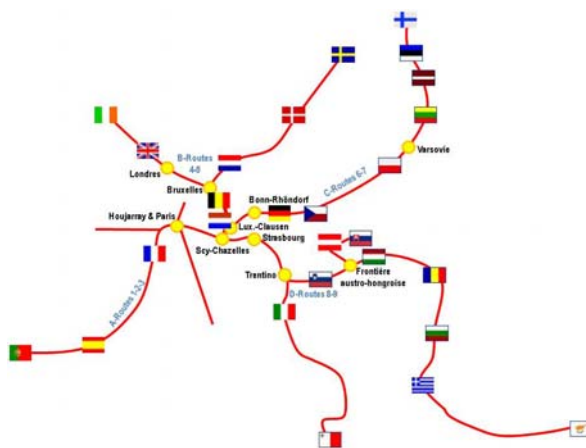 Londres
B-Routes
4-5
Bruxelles
Varsovie
C-Routes 6-7
Bonn-Rhöndorf
Lux.-Clausen
Houjarray & Paris
Strasbourg
Scy-Chazelles
A-Routes 1-2-3
Trentino
Frontière
austro-hongroise
D-Routes 8-9